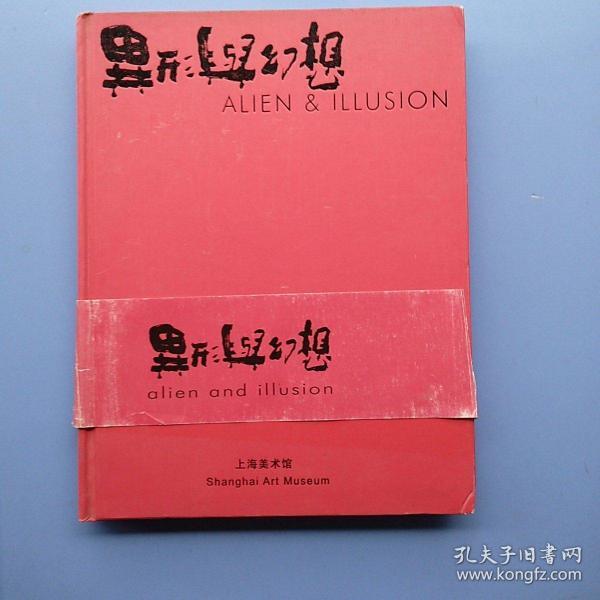 異形與幻想
ALIEN & ILLUSION
異形與幻想
alien and illusion
上海美术馆
Shanghai Art Museum
孔夫子旧书网
www.kongfz.com